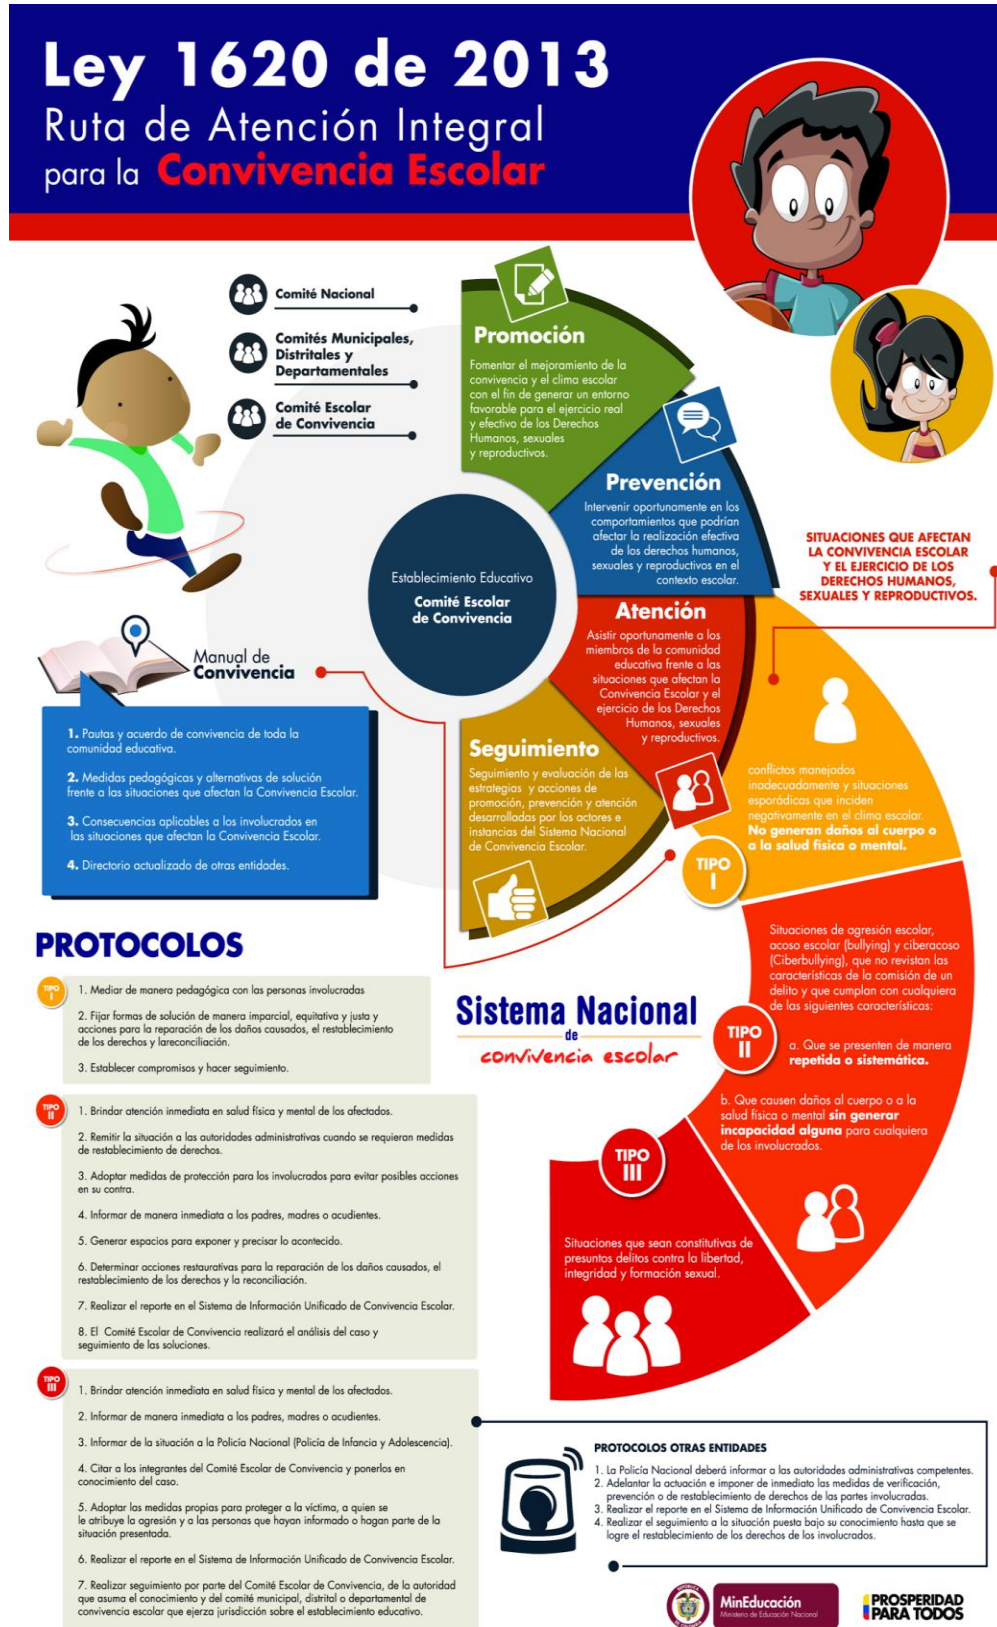 Ley 1620 de 2013
Ruta de Atención Integral
para la Convivencia Escolar
Comité Nacional
Comités Municipales,
Distritales y
Departamentales
Comité Escolar
de Convivencia
Promoción
Fomentar el mejoramiento de la
convivencia y el clima escolar
con el fin de generar un entorno
favorable para el ejercicio real
y efectivo de los Derechos
Humanos, sexuales
y reproductivos.
Prevención
Intervenir oportunamente en los
comportamientos que podrían
afectar la realización efectiva
de los derechos humanos,
sexuales y reproductivos en el
contexto escolar.
SITUACIONES QUE AFECTAN
LA CONVIVENCIA ESCOLAR
Y EL EJERCICIO DE LOS
DERECHOS HUMANOS,
SEXUALES Y REPRODUCTIVOS.
Establecimiento Educativo
Comité Escolar
de Convivencia
Atención
Asistir oportunamente a los
miembros de la comunidad
educativa frente a las
situaciones que afectan la
Convivencia Escolar y el
ejercicio de los Derechos
Humanos, sexuales
y reproductivos.
Manual de
Convivencia
1. Pautas y acuerdo de convivencia de toda la
comunidad educativa.
2. Medidas pedagógicas y alternativas de solución
frente a las situaciones que afectan la Convivencia Escolar.
3. Consecuencias aplicables a los involucrados en
las situaciones que afectan la Convivencia Escolar.
4. Directorio actualizado de otras entidades.
Seguimiento
Seguimiento y evaluación de las
estrategias y acciones de
promoción, prevención y atención
desarrolladas por los actores e
instancias del Sistema Nacional
de Convivencia Escolar.
conflictos manejados
inadecuadamente y situaciones
esporádicas que inciden
negativamente en el clima escolar.
No generan daños al cuerpo o
a la salud física o mental.
TIPO
I
Situaciones de agresión escolar,
acoso escolar (bullying) y ciberacoso
(Ciberbullying), que no revistan las
características de la comisión de un
delito y que cumplan con cualquiera
de las siguientes características:
TIPO
II
a. Que se presenten de manera
repetida o sistemática.
b. Que causen daños al cuerpo o a la
salud física o mental sin generar
incapacidad alguna para cualquiera
de los involucrados.
TIPO
III
Situaciones que sean constitutivas de
presuntos delitos contra la libertad,
integridad y formación sexual.
Sistema Nacional
de
convivencia escolar
PROTOCOLOS
TIPO
I
1. Mediar de manera pedagógica con las personas involucradas
2. Fijar formas de solución de manera imparcial, equitativa y justa y
acciones para la reparación de los daños causados, el restablecimiento
de los derechos y lareconciliación.
3. Establecer compromisos y hacer seguimiento.
TIPO
II
1. Brindar atención inmediata en salud física y mental de los afectados.
2. Remitir la situación a las autoridades administrativas cuando se requieran medidas
de restablecimiento de derechos.
3. Adoptar medidas de protección para los involucrados para evitar posibles acciones
en su contra.
4. Informar de manera inmediata a los padres, madres o acudientes.
5. Generar espacios para exponer y precisar lo acontecido.
6. Determinar acciones restaurativas para la reparación de los daños causados, el
restablecimiento de los derechos y la reconciliación.
7. Realizar el reporte en el Sistema de Información Unificado de Convivencia Escolar.
8. El Comité Escolar de Convivencia realizará el análisis del caso y
seguimiento de las soluciones.
TIPO
III
1. Brindar atención inmediata en salud física y mental de los afectados.
2. Informar de manera inmediata a los padres, madres o acudientes.
3. Informar de la situación a la Policía Nacional (Policía de Infancia y Adolescencia).
4. Citar a los integrantes del Comité Escolar de Convivencia y ponerlos en
conocimiento del caso.
5. Adoptar las medidas propias para proteger a la víctima, a quien se
le atribuye la agresión y a las personas que hayan informado o hagan parte de la
situación presentada.
6. Realizar el reporte en el Sistema de Información Unificado de Convivencia Escolar.
7. Realizar seguimiento por parte del Comité Escolar de Convivencia, de la autoridad
que asuma el conocimiento y del comité municipal, distrital o departamental de
convivencia escolar que ejerza jurisdicción sobre el establecimiento educativo.
PROTOCOLOS OTRAS ENTIDADES
1. La Policía Nacional deberá informar a las autoridades administrativas competentes.
2. Adelantar la actuación e imponer de inmediato las medidas de verificación,
prevención o de restablecimiento de derechos de las partes involucradas.
3. Realizar el reporte en el Sistema de Información Unificado de Convivencia Escolar.
4. Realizar el seguimiento a la situación puesta bajo su conocimiento hasta que se
logre el restablecimiento de los derechos de los involucrados.
MinEducación
Ministerio de Educación Nacional
PROSPERIDAD
PARA TODOS